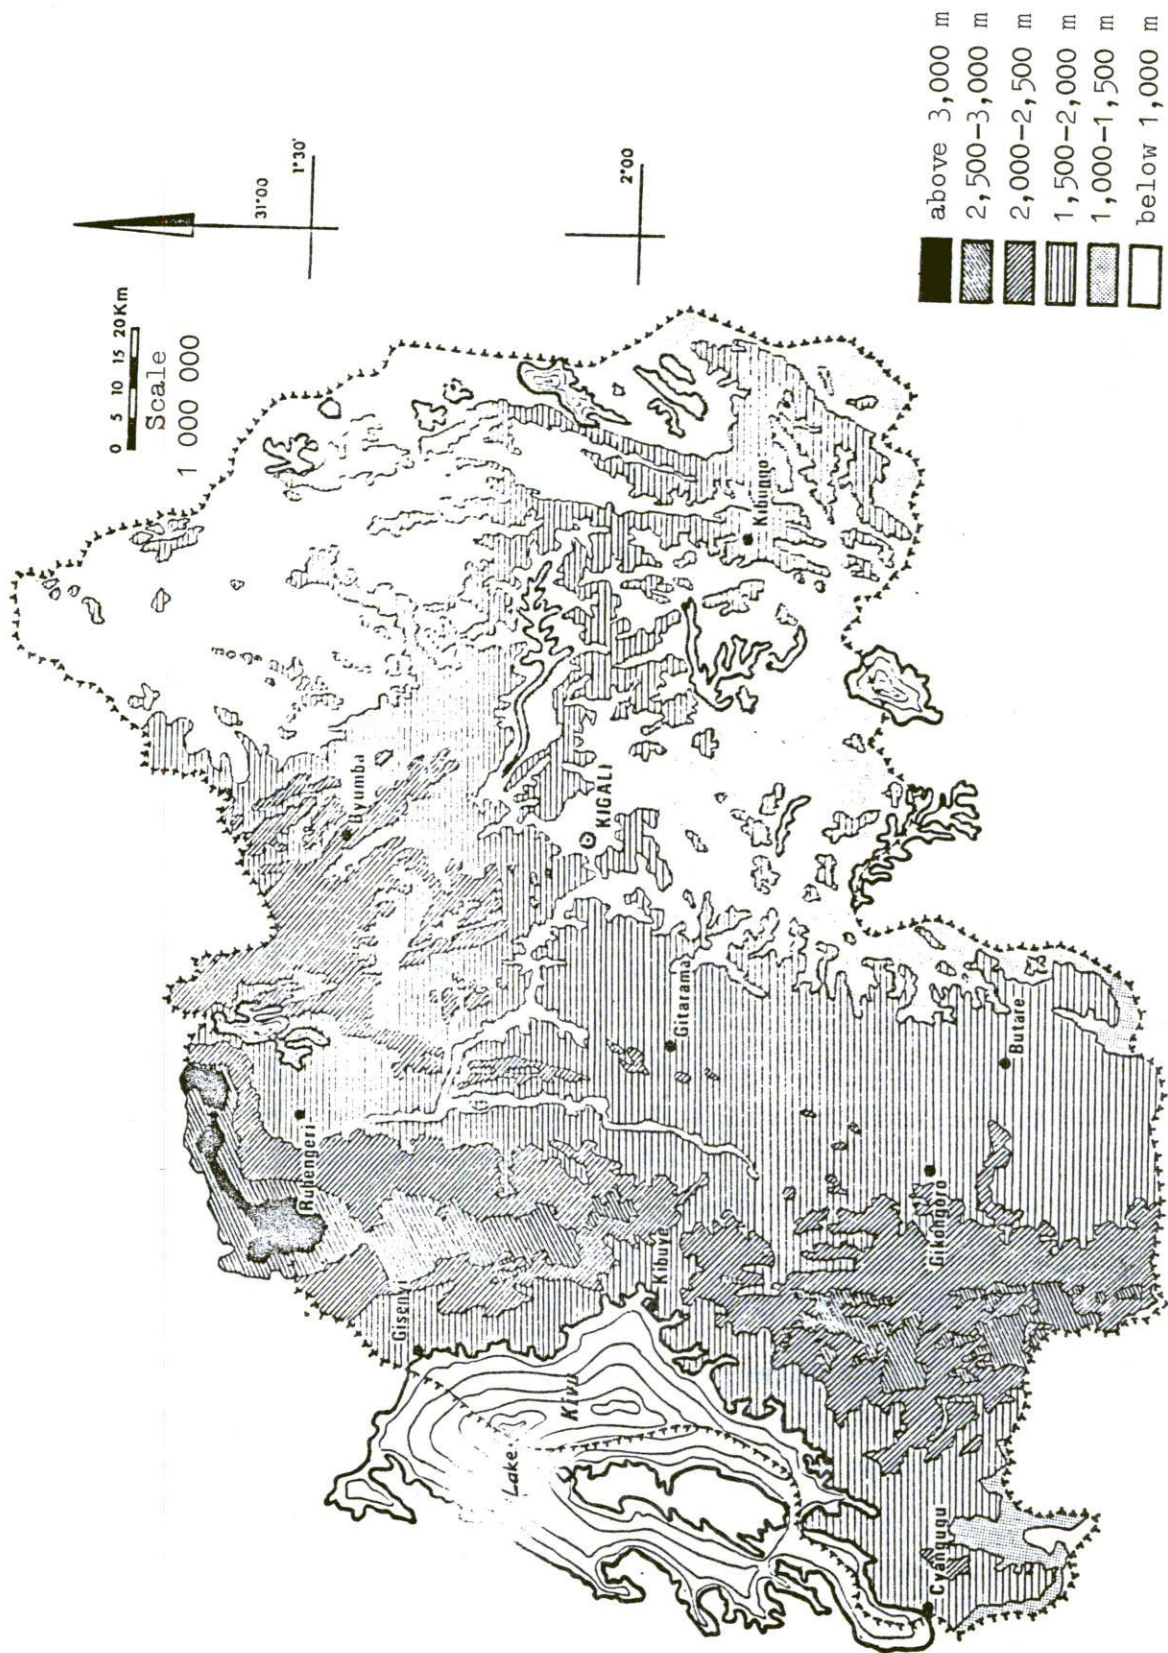 0 5 10 15 20 Km
Scale
1 000 000
31°00
1°30'
2°00
Byumba
Ruhengeri
Gisenyi
KIGALI
Lake
Kivu
Kibuye
Gitarama
Kibungo
Gikongoro
Butare
Cyangugu
above 3,000 m
2,500-3,000 m
2,000-2,500 m
1,500-2,000 m
1,000-1,500 m
below 1,000 m